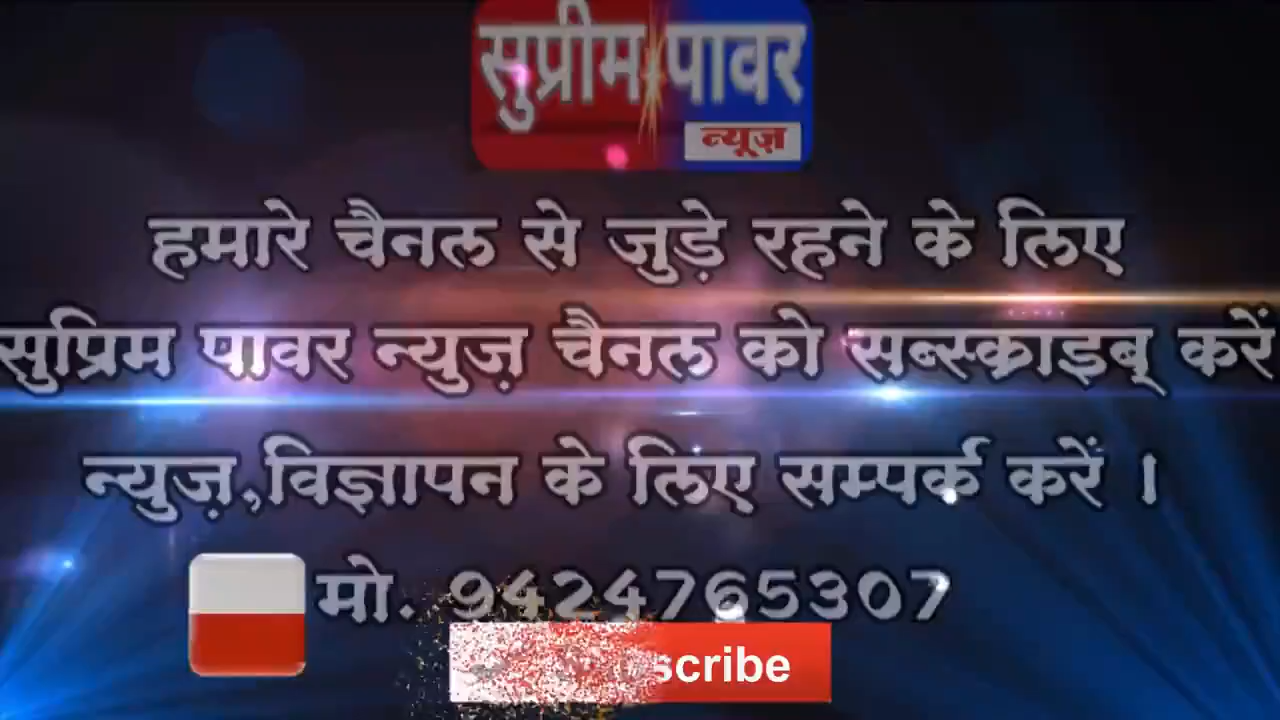 सुप्रीम पावर
न्यूज़
हमारे चैनल से जुड़े रहने के लिए
सुप्रिम पावर न्युज़ चैनल को सब्स्क्राइब् करें
न्युज़,विज्ञापन के लिए सम्पर्क करें ।
मो. 9424765307